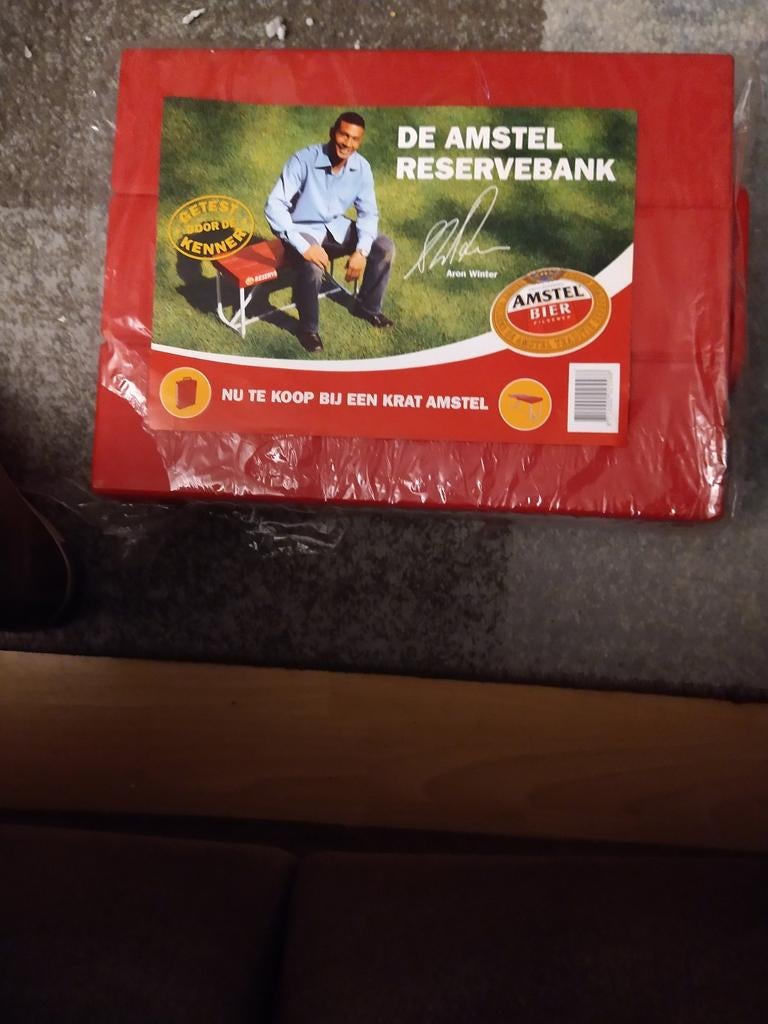 DE AMSTEL
RESERVEBANK
GETEST
DOOR DE
KENNER
Aron Winter
RESERVE
AMSTEL
BIER
PILSENER
NU TE KOOP BIJ EEN KRAT AMSTEL